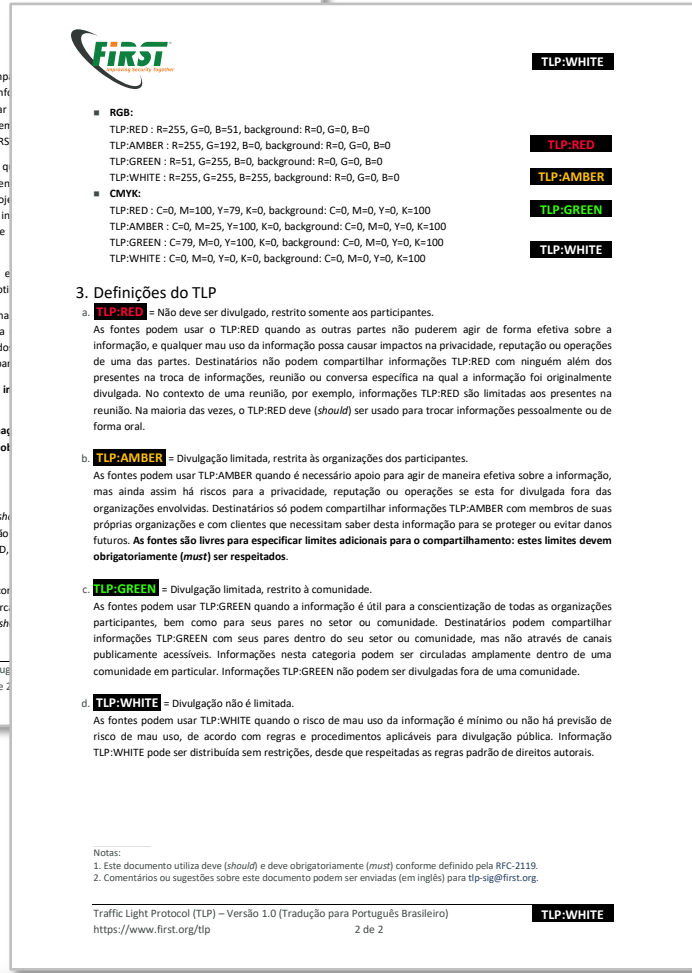 FIRST
Improving Security Together
TLP:WHITE
RGB:
TLP:RED : R=255, G=0, B=51, background: R=0, G=0, B=0
TLP:AMBER : R=255, G=192, B=0, background: R=0, G=0, B=0
TLP:GREEN : R=51, G=255, B=0, background: R=0, G=0, B=0
TLP:WHITE : R=255, G=255, B=255, background: R=0, G=0, B=0
CMYK:
TLP:RED : C=0, M=100, Y=79, K=0, background: C=0, M=0, Y=0, K=100
TLP:AMBER : C=0, M=25, Y=100, K=0, background: C=0, M=0, Y=0, K=100
TLP:GREEN : C=79, M=0, Y=100, K=0, background: C=0, M=0, Y=0, K=100
TLP:WHITE : C=0, M=0, Y=0, K=0, background: C=0, M=0, Y=0, K=100
TLP:RED
TLP:AMBER
TLP:GREEN
TLP:WHITE
3. Definições do TLP
a. TLP:RED = Não deve ser divulgado, restrito somente aos participantes.
As fontes podem usar o TLP:RED quando as outras partes não puderem agir de forma efetiva sobre a
informação, e qualquer mau uso da informação possa causar impactos na privacidade, reputação ou operações
de uma das partes. Destinatários não podem compartilhar informações TLP:RED com ninguém além dos
presentes na troca de informações, reunião ou conversa específica na qual a informação foi originalmente
divulgada. No contexto de uma reunião, por exemplo, informações TLP:RED são limitadas aos presentes na
reunião. Na maioria das vezes, o TLP:RED deve (should) ser usado para trocar informações pessoalmente ou de
forma oral.
b. TLP:AMBER = Divulgação limitada, restrita às organizações dos participantes.
As fontes podem usar TLP:AMBER quando é necessário apoio para agir de maneira efetiva sobre a informação,
mas ainda assim há riscos para a privacidade, reputação ou operações se esta for divulgada fora das
organizações envolvidas. Destinatários só podem compartilhar informações TLP:AMBER com membros de suas
próprias organizações e com clientes que necessitam saber desta informação para se proteger ou evitar danos
futuros. As fontes são livres para especificar limites adicionais para o compartilhamento: estes limites devem
obrigatoriamente (must) ser respeitados.
c. TLP:GREEN = Divulgação limitada, restrito à comunidade.
As fontes podem usar TLP:GREEN quando a informação é útil para a conscientização de todas as organizações
participantes, bem como para seus pares no setor ou comunidade. Destinatários podem compartilhar
informações TLP:GREEN com seus pares dentro do seu setor ou comunidade, mas não através de canais
publicamente acessíveis. Informações nesta categoria podem ser circuladas amplamente dentro de uma
comunidade em particular. Informações TLP:GREEN não podem ser divulgadas fora de uma comunidade.
d. TLP:WHITE = Divulgação não é limitada.
As fontes podem usar TLP:WHITE quando o risco de mau uso da informação é mínimo ou não há previsão de
risco de mau uso, de acordo com regras e procedimentos aplicáveis para divulgação pública. Informação
TLP:WHITE pode ser distribuída sem restrições, desde que respeitadas as regras padrão de direitos autorais.
Notas:
1. Este documento utiliza deve (should) e deve obrigatoriamente (must) conforme definido pela RFC-2119.
2. Comentários ou sugestões sobre este documento podem ser enviadas (em inglês) para tlp-sig@first.org.
Traffic Light Protocol (TLP) – Versão 1.0 (Tradução para Português Brasileiro)
TLP:WHITE
https://www.first.org/tlp
2 de 2